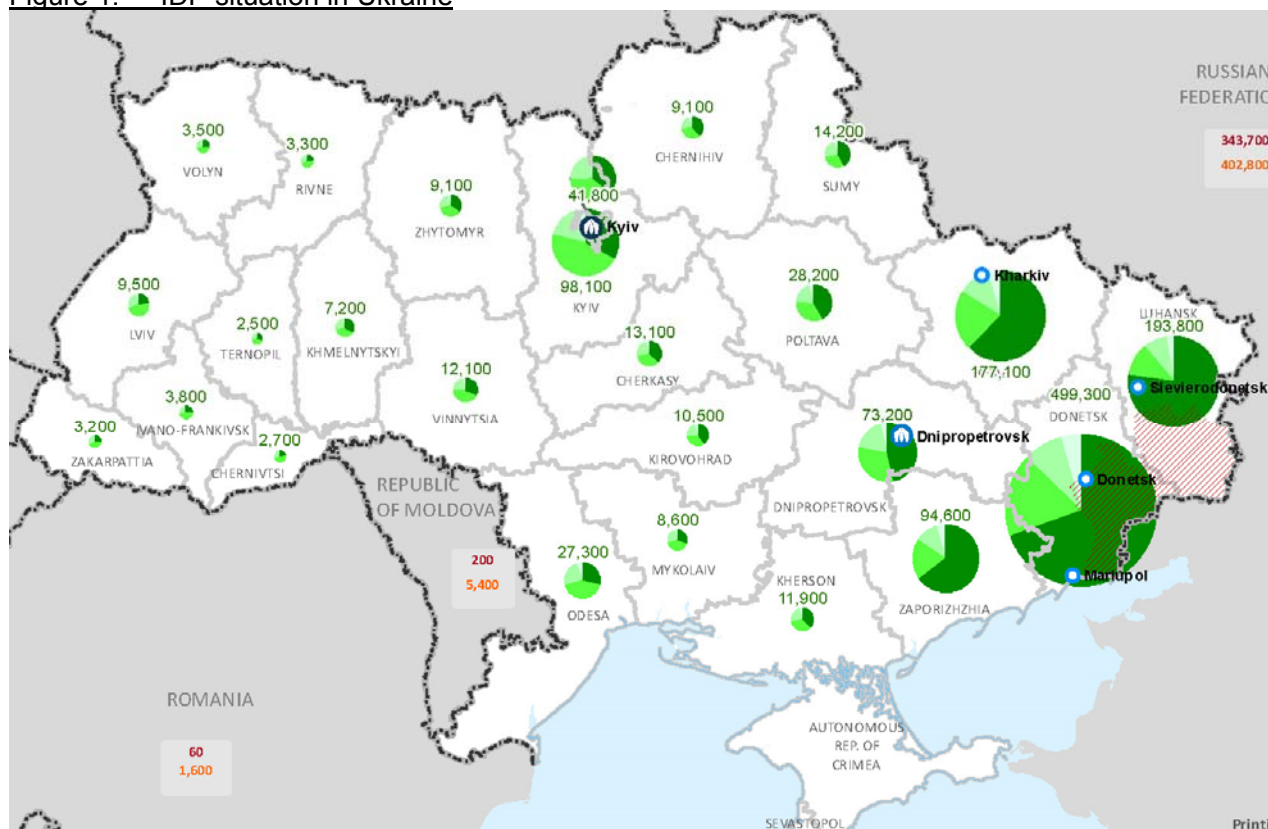 Figure 1. IDP situation in Ukraine
RUSSIAN
FEDERATIO
343,700
402,800
3,500
VOLYN
3,300
RIVNE
9,100
ZHYTOMYR
9,100
CHERNIHIV
14,200
SUMY
41,800
Kyiv
98,100
KYIV
9,500
LVIV
2,500
TERNOPIL
7,200
KHMELNYTSKYI
12,100
VINNYTSIA
13,100
CHERKASY
28,200
POLTAVA
Kharkiv
177,100
LUHANSK
193,800
Slevierodonetsk
3,200
ZAKARPATTIA
3,800
IVANO-FRANKIVSK
2,700
CHERNIVTSI
10,500
KIROVOHRAD
73,200
Dnipropetrovsk
DNIPROPETROVSK
499,300
DONETSK
Donetsk
Mariupol
REPUBLIC
OF MOLDOVA
200
5,400
27,300
ODESA
8,600
MYKOLAIV
KHERSON
11,900
94,600
ZAPORIZHZHIA
ROMANIA
60
1,600
AUTONOMOUS
REP. OF
CRIMEA
SEVASTOPOL
Printi